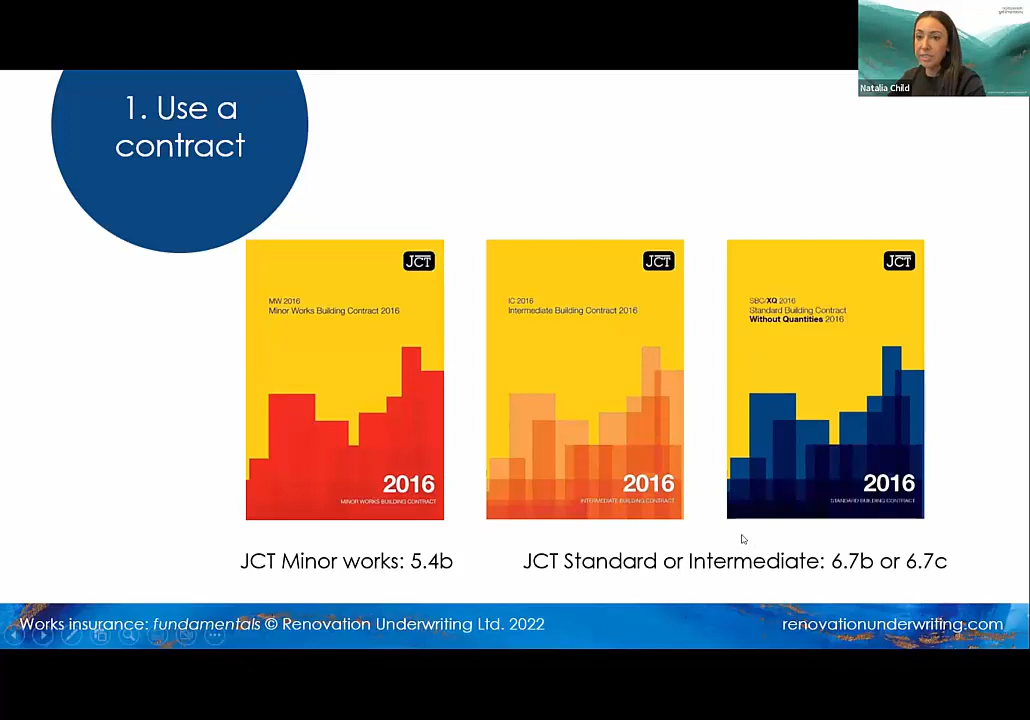 Natalia Child
1. Use a
contract
JCT
MW 2016
Minor Works Building Contract 2016
2016
MINOR WORKS BUILDING CONTRACT
JCT
IC 2016
Intermediate Building Contract 2016
2016
INTERMEDIATE BUILDING CONTRACT
JCT
SBC/XQ 2016
Standard Building Contract
Without Quantities 2016
2016
STANDARD BUILDING CONTRACT
JCT Minor works: 5.4b
JCT Standard or Intermediate: 6.7b or 6.7c
Works insurance: fundamentals © Renovation Underwriting Ltd. 2022
renovationunderwriting.com